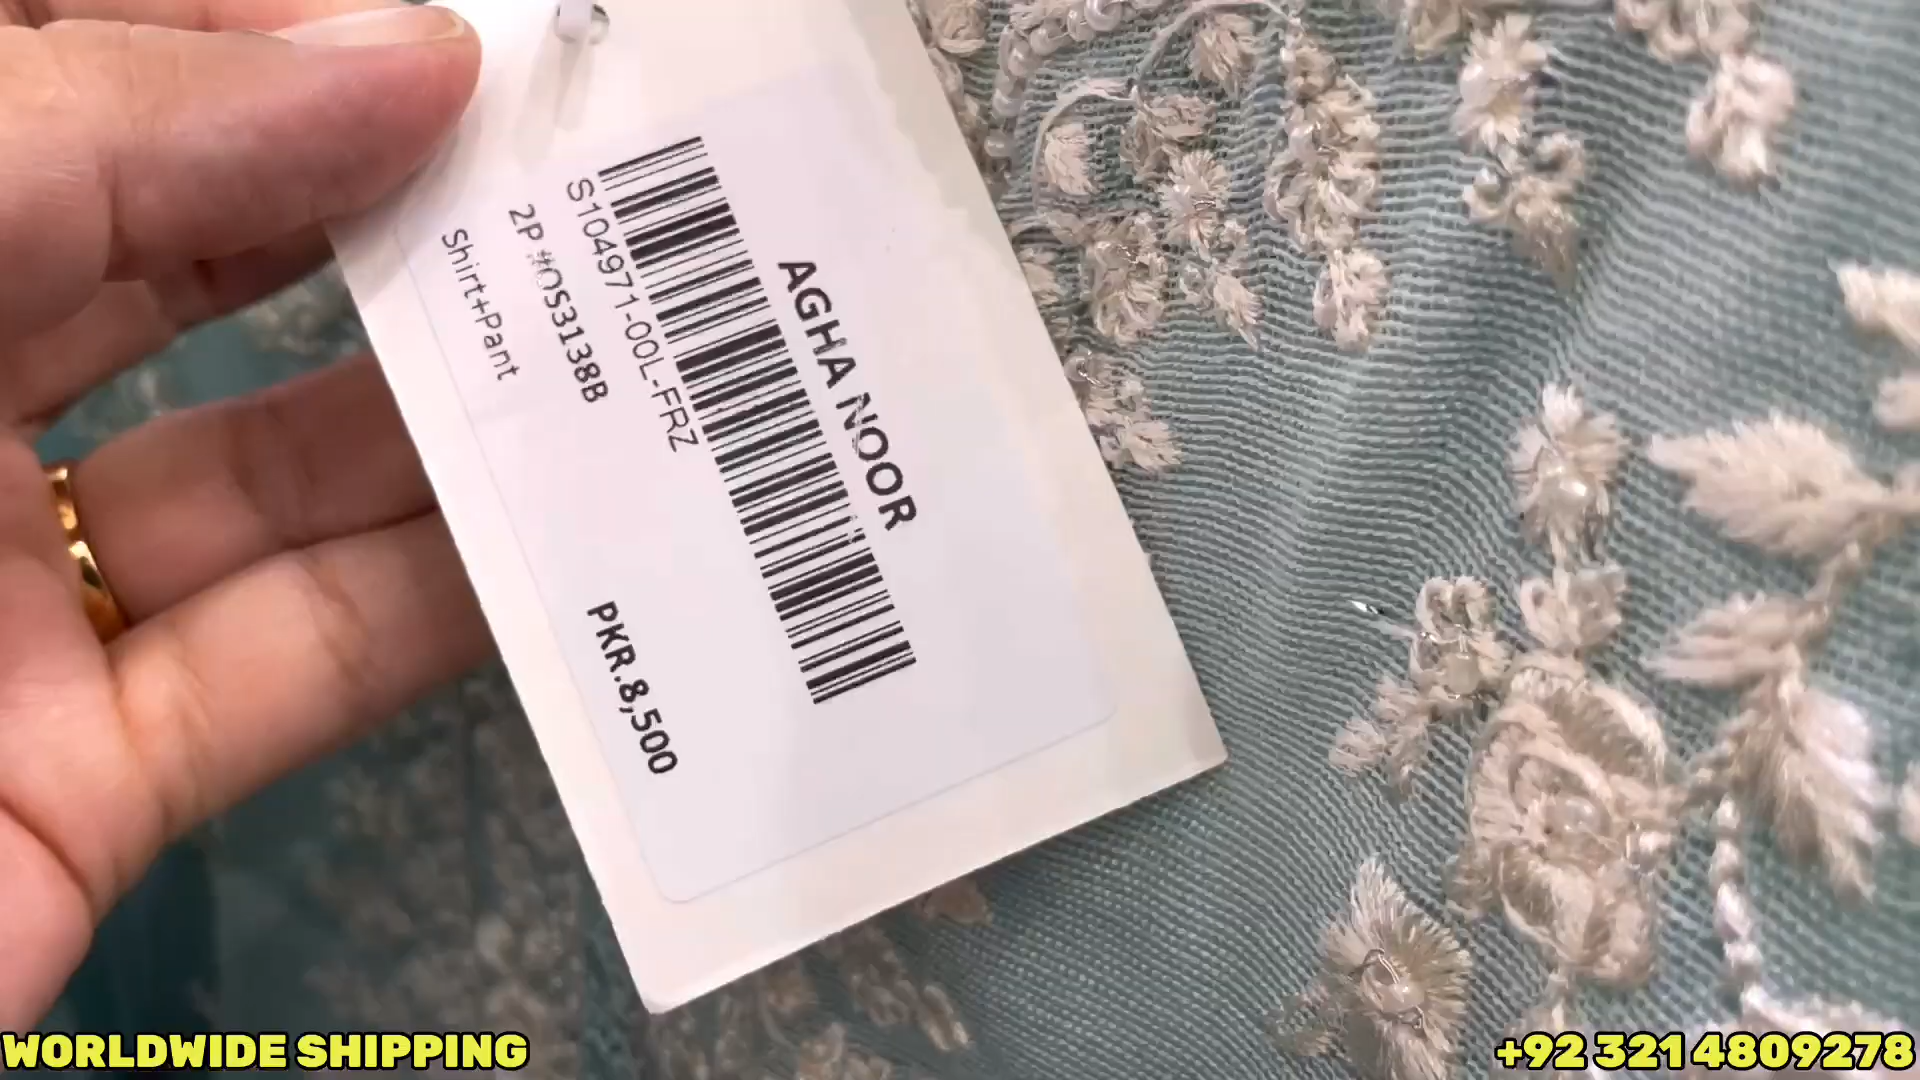 AGHA NOOR
S104971-00L-FRZ
2P #OS3138B
Shirt+Pant
PKR.8,500
WORLDWIDE SHIPPING
+92 321 4809278